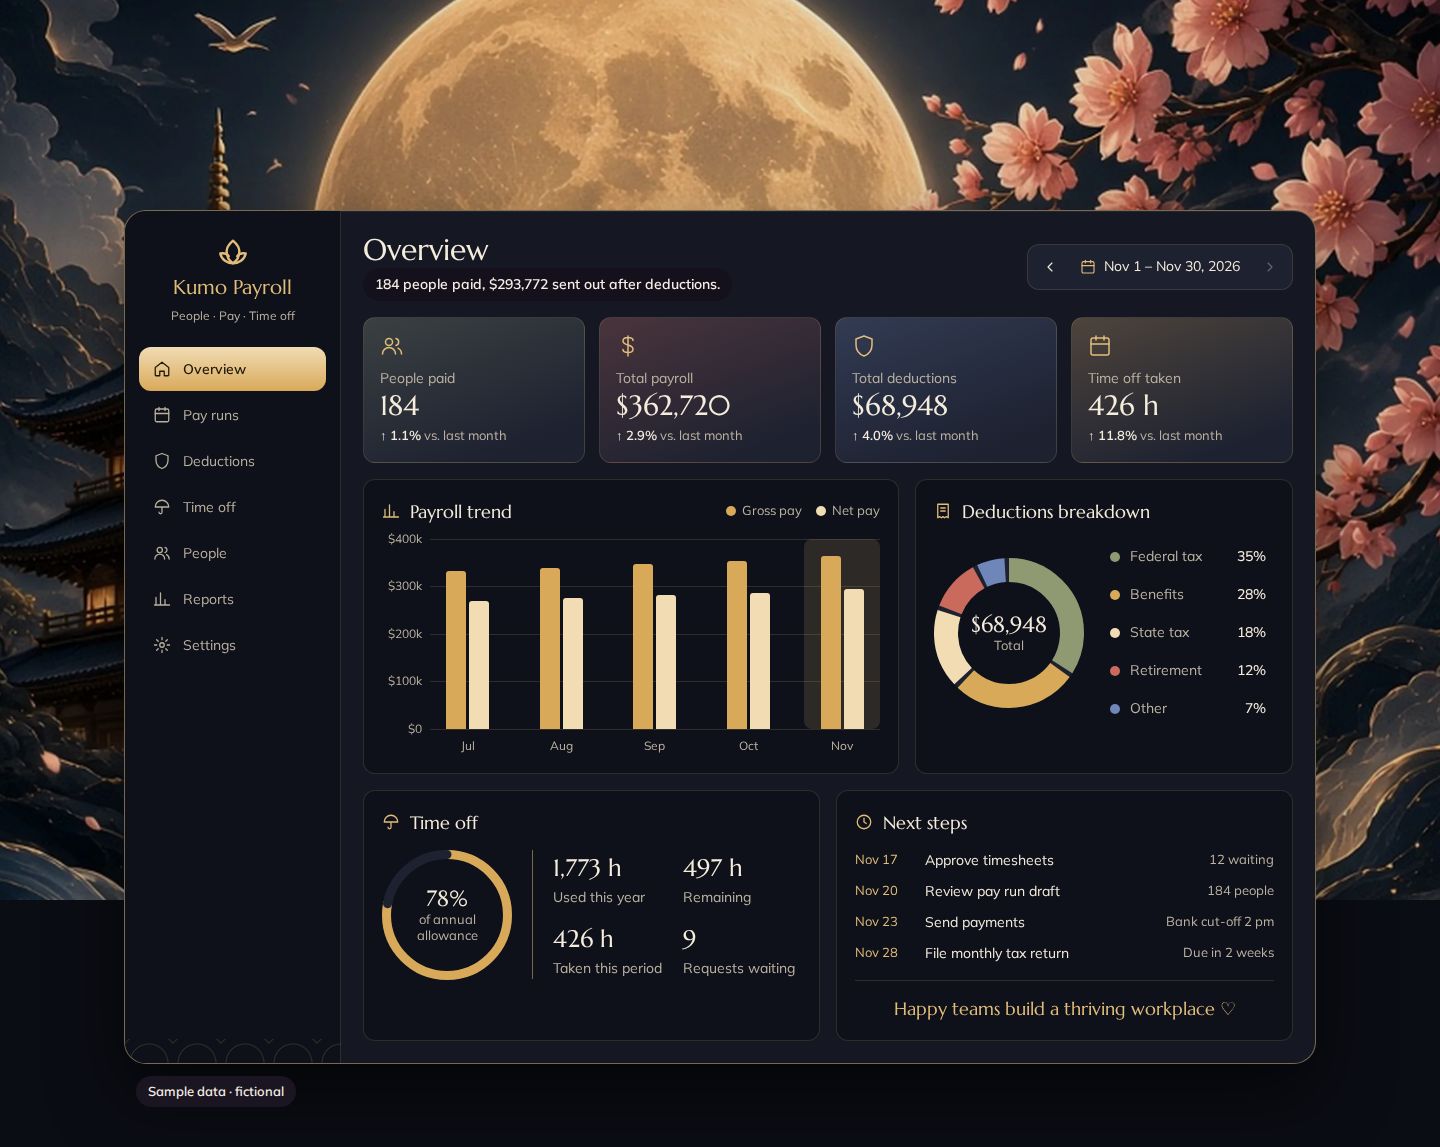 Kumo Payroll
People · Pay · Time off
Overview
Pay runs
Deductions
Time off
People
Reports
Settings
Overview
184 people paid, $293,772 sent out after deductions.
Nov 1 – Nov 30, 2026
People paid
184
↑ 1.1% vs. last month
Total payroll
$362,720
↑ 2.9% vs. last month
Total deductions
$68,948
↑ 4.0% vs. last month
Time off taken
426 h
↑ 11.8% vs. last month
Payroll trend
Gross pay
Net pay
$400k
$300k
$200k
$100k
$0
Jul
Aug
Sep
Oct
Nov
Deductions breakdown
$68,948
Total
Federal tax 35%
Benefits 28%
State tax 18%
Retirement 12%
Other 7%
Time off
78%
of annual
allowance
1,773 h
Used this year
497 h
Remaining
426 h
Taken this period
9
Requests waiting
Next steps
Nov 17 Approve timesheets 12 waiting
Nov 20 Review pay run draft 184 people
Nov 23 Send payments Bank cut-off 2 pm
Nov 28 File monthly tax return Due in 2 weeks
Happy teams build a thriving workplace ♡
Sample data · fictional